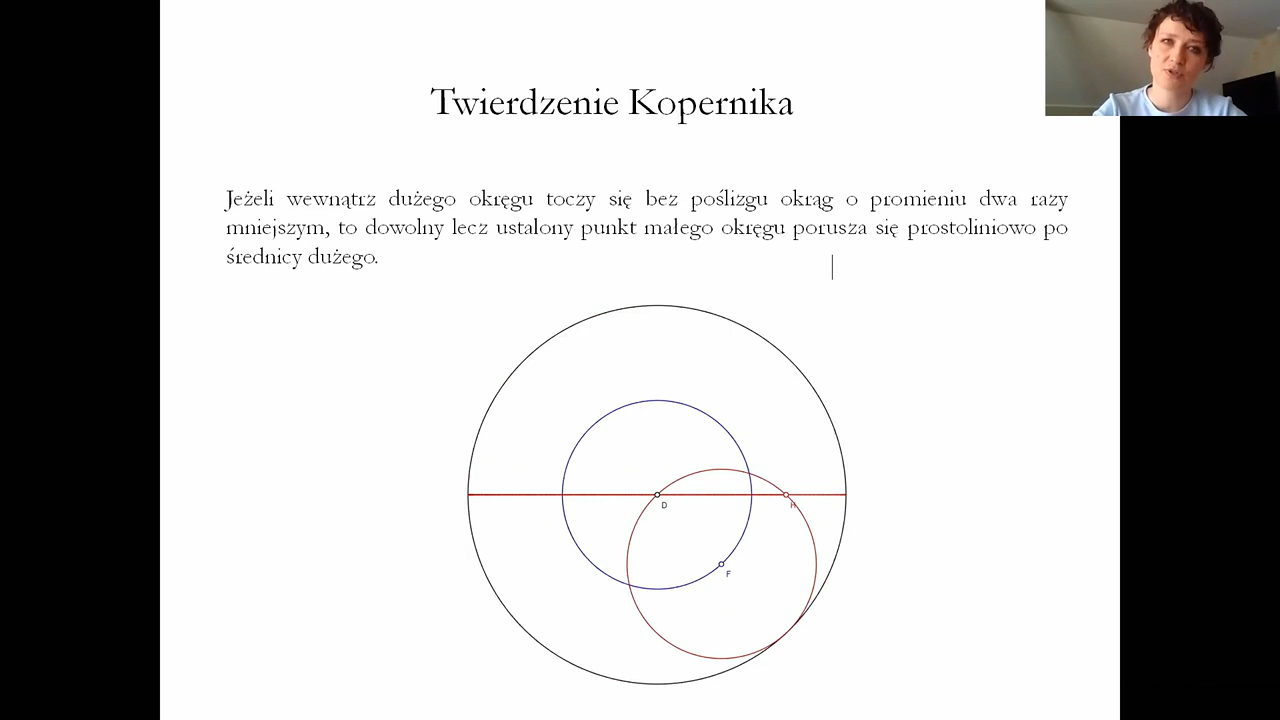 Twierdzenie Kopernika
Jeżeli wewnątrz dużego okręgu toczy się bez poślizgu okrąg o promieniu dwa razy
mniejszym, to dowolny lecz ustalony punkt małego okręgu porusza się prostoliniowo po
średnicy dużego.
D
H
F